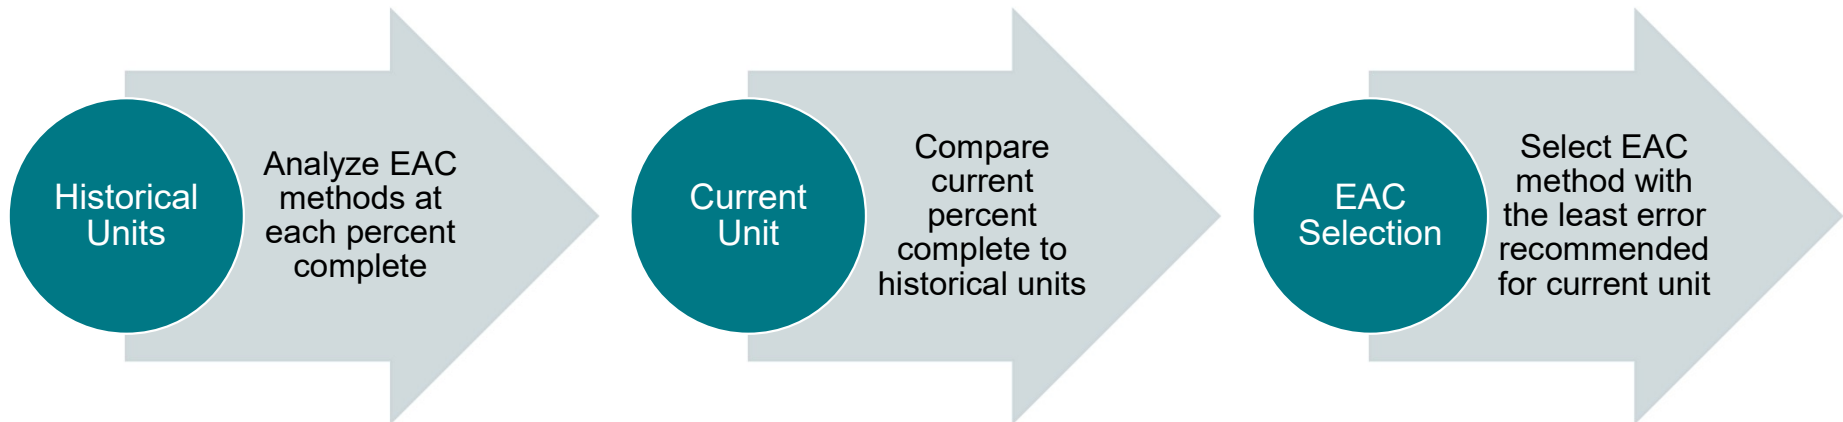 Historical
Units
Analyze EAC
methods at
each percent
complete
Current
Unit
Compare
current
percent
complete to
historical units
EAC
Selection
Select EAC
method with
the least error
recommended
for current unit